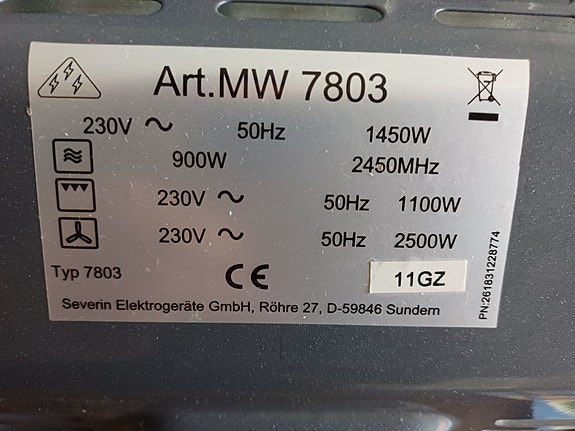 Art.MW 7803
230V ~ 50Hz 1450W
900W 2450MHz
230V ~ 50Hz 1100W
230V ~ 50Hz 2500W
Typ 7803 CE 11GZ
Severin Elektrogeräte GmbH, Röhre 27, D-59846 Sundern
PN:261831228774